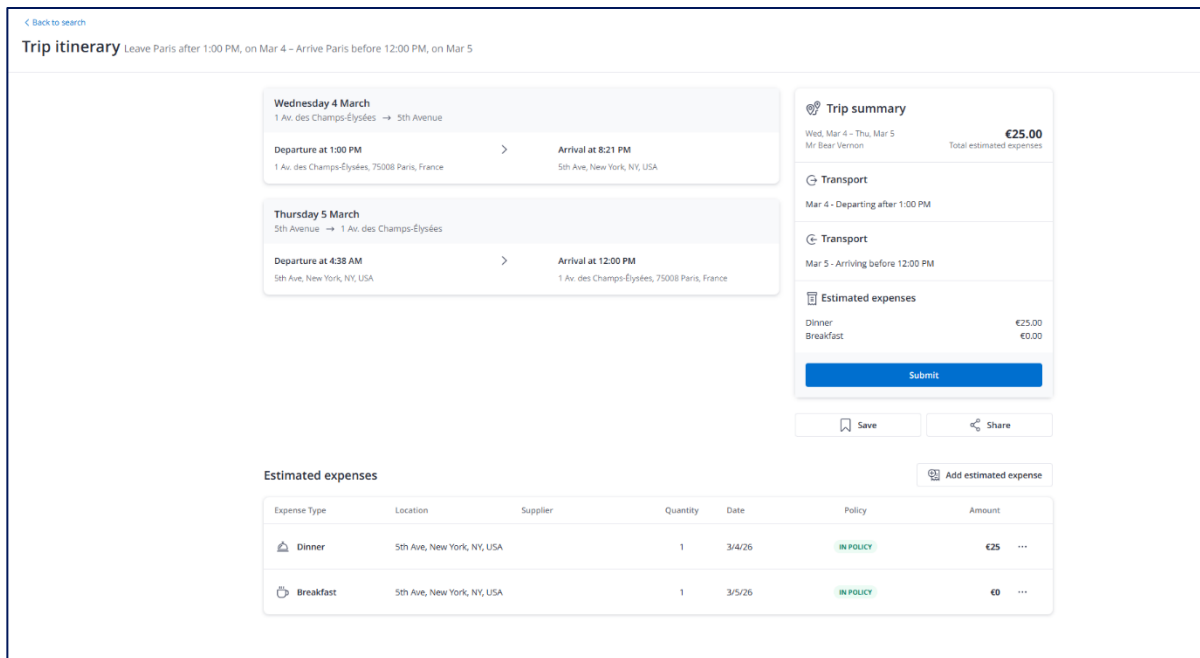 Back to search
Trip itinerary Leave Paris after 1:00 PM, on Mar 4 – Arrive Paris before 12:00 PM, on Mar 5
Wednesday 4 March
1 Av. des Champs-Élysées → 5th Avenue
Departure at 1:00 PM
Arrival at 8:21 PM
1 Av. des Champs-Élysées, 75008 Paris, France
5th Ave, New York, NY, USA
Thursday 5 March
5th Avenue → 1 Av. des Champs-Élysées
Departure at 4:38 AM
Arrival at 12:00 PM
5th Ave, New York, NY, USA
1 Av. des Champs-Élysées, 75008 Paris, France
Trip summary
Wed, Mar 4 – Thu, Mar 5
€25.00
Mr Bear Vernon
Total estimated expenses
Transport
Mar 4 - Departing after 1:00 PM
Transport
Mar 5 - Arriving before 12:00 PM
Estimated expenses
Dinner €25.00
Breakfast €0.00
Submit
Save
Share
Estimated expenses
Add estimated expense
Expense Type Location Supplier Quantity Date Policy Amount
Dinner 5th Ave, New York, NY, USA 1 3/4/26 IN POLICY €25 ...
Breakfast 5th Ave, New York, NY, USA 1 3/5/26 IN POLICY €0 ...